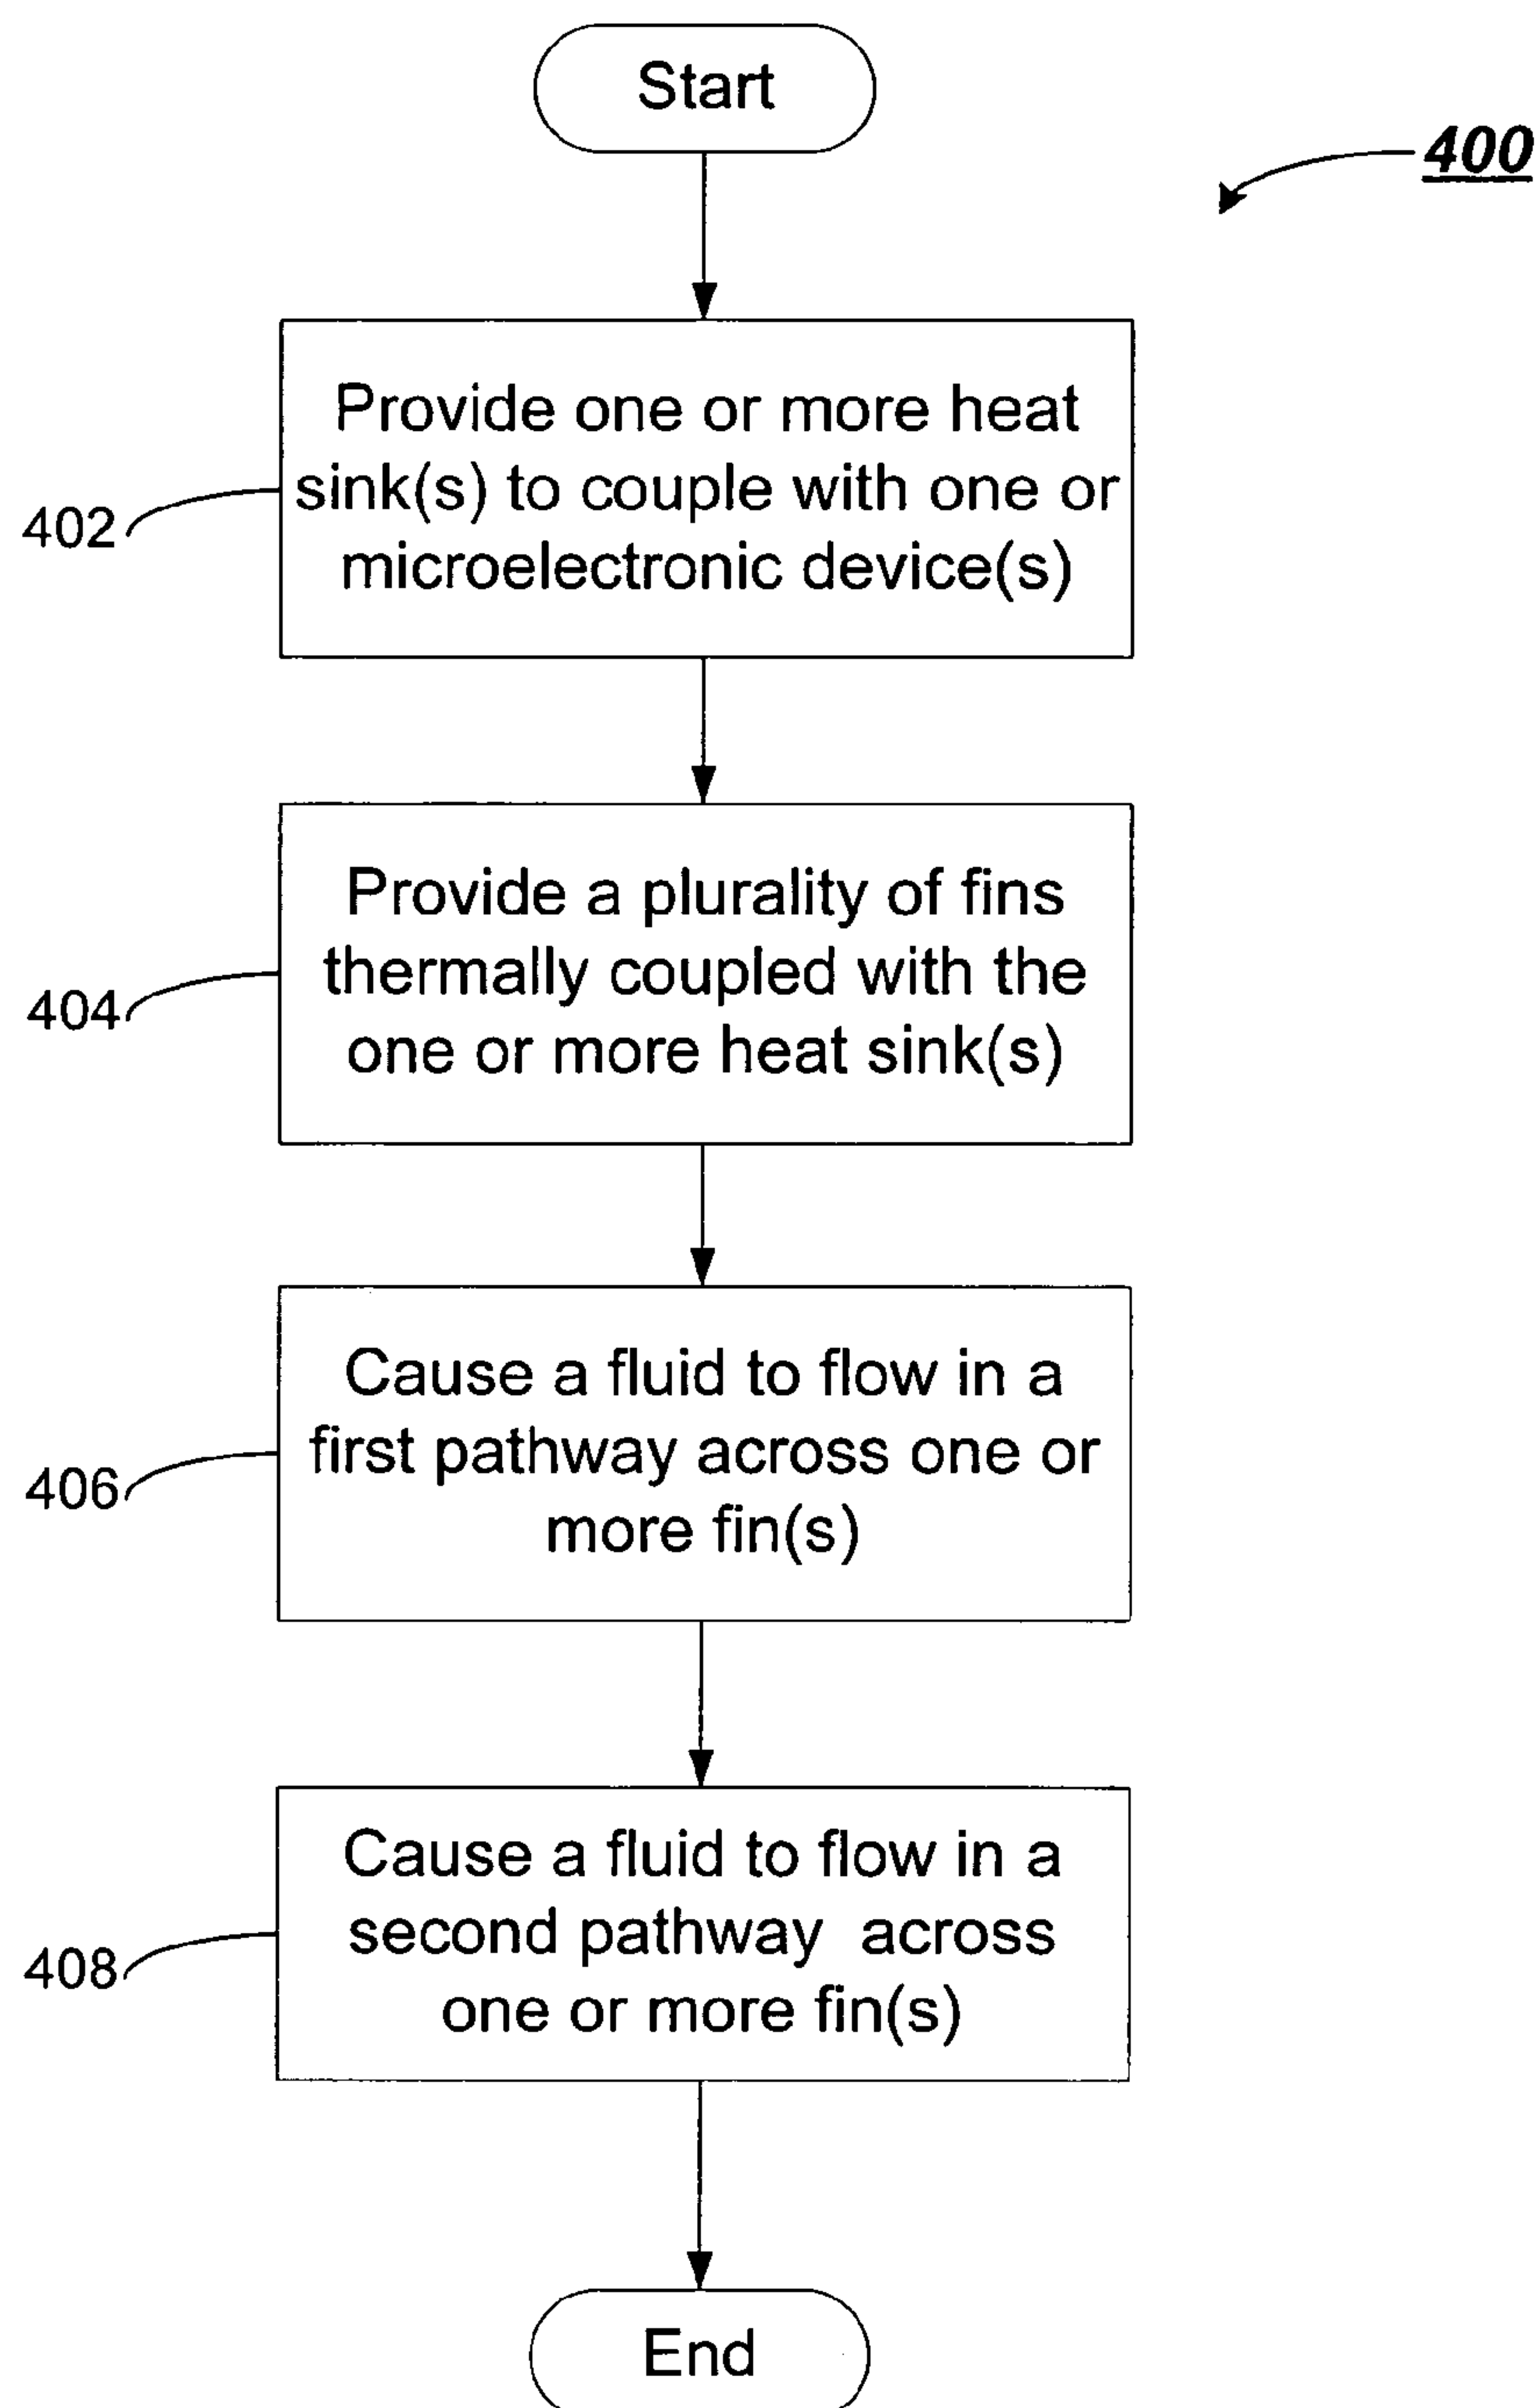 Start
400
Provide one or more heat
sink(s) to couple with one or
microelectronic device(s)
402
Provide a plurality of fins
thermally coupled with the
one or more heat sink(s)
404
Cause a fluid to flow in a
first pathway across one or
more fin(s)
406
Cause a fluid to flow in a
second pathway across
one or more fin(s)
408
End